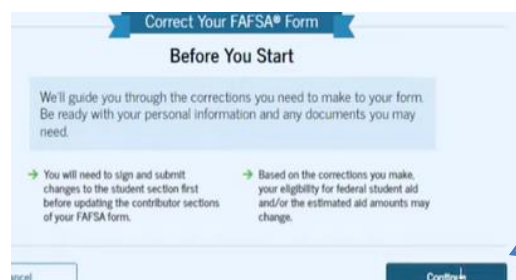 Correct Your FAFSA® Form
Before You Start
We'll guide you through the corrections you need to make to your form.
Be ready with your personal information and any documents you may
need.
→ You will need to sign and submit
changes to the student section first
before updating the contributor sections
of your FAFSA form.
→ Based on the corrections you make,
your eligibility for federal student aid
and/or the estimated aid amounts may
change.
ancel
Continue